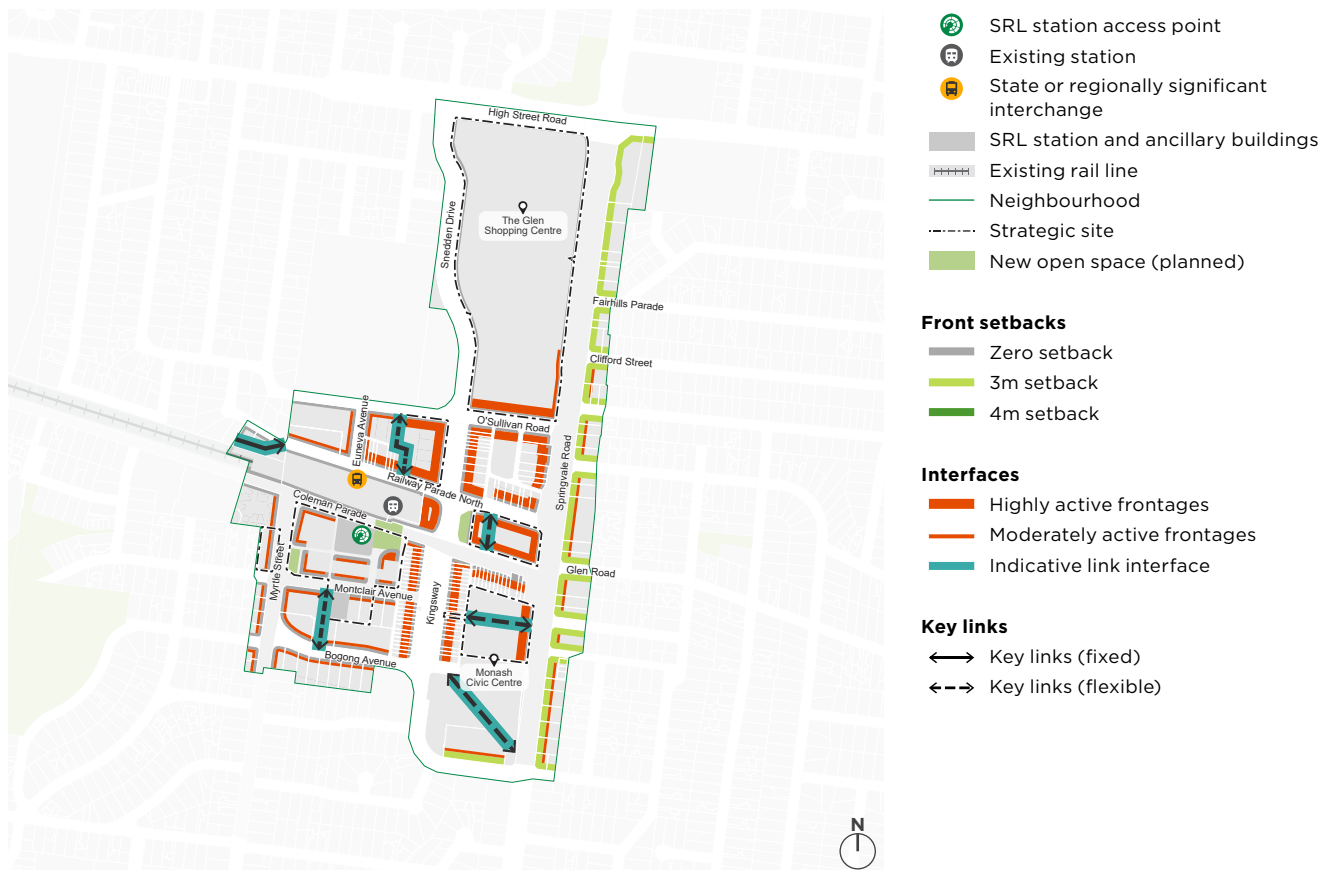 High Street Road
Snedden Drive
The Glen
Shopping Centre
Fairhills Parade
Clifford Street
Euneva Avenue
O'Sullivan Road
Springvale Road
Railway Parade North
Coleman Parade
Myrtle Street
Glen Road
Montclair Avenue
Kingsway
Bogong Avenue
Monash
Civic Centre
N
SRL station access point
Existing station
State or regionally significant
interchange
SRL station and ancillary buildings
Existing rail line
Neighbourhood
Strategic site
New open space (planned)
Front setbacks
Zero setback
3m setback
4m setback
Interfaces
Highly active frontages
Moderately active frontages
Indicative link interface
Key links
Key links (fixed)
Key links (flexible)